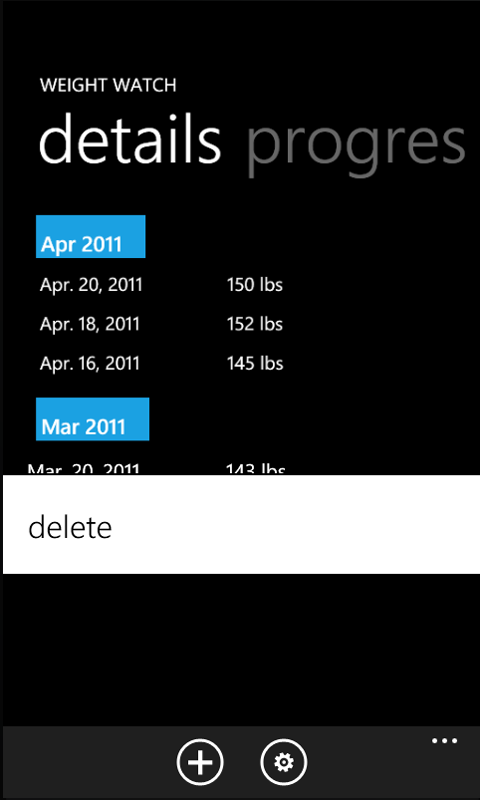 WEIGHT WATCH
details progres
Apr 2011
Apr. 20, 2011 150 lbs
Apr. 18, 2011 152 lbs
Apr. 16, 2011 145 lbs
Mar 2011
Mar. 20, 2011 143 lbs
delete